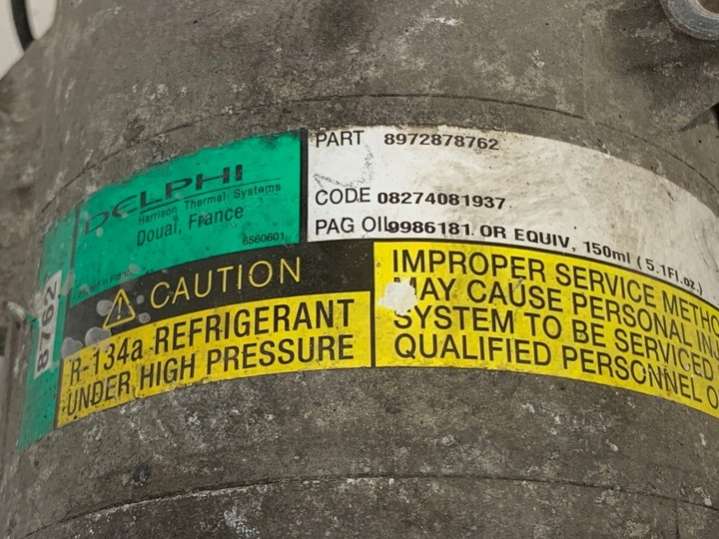 DELPHI
Harrison Thermal Systems
Douai, France
6560601
8762
PART 8972878762
CODE 08274081937
PAG OIL 9986181 OR EQUIV, 150ml (5.1Fl.oz.)
CAUTION
R-134a REFRIGERANT
UNDER HIGH PRESSURE
IMPROPER SERVICE METHO
MAY CAUSE PERSONAL INJ
SYSTEM TO BE SERVICED
QUALIFIED PERSONNEL O